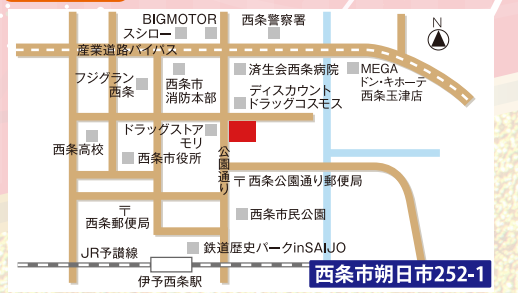 BIGMOTOR
スシロー
西条警察署
N
産業道路バイパス
フジグラン
西条
西条市
消防本部
済生会西条病院
MEGA
ドン・キホーテ
西条玉津店
ディスカウント
ドラッグコスモス
ドラッグストア
モリ
西条高校
西条市役所
公園通り
〒西条公園通り郵便局
〒
西条郵便局
西条市民公園
鉄道歴史パークinSAIJO
JR予讃線
伊予西条駅
西条市朔日市252-1